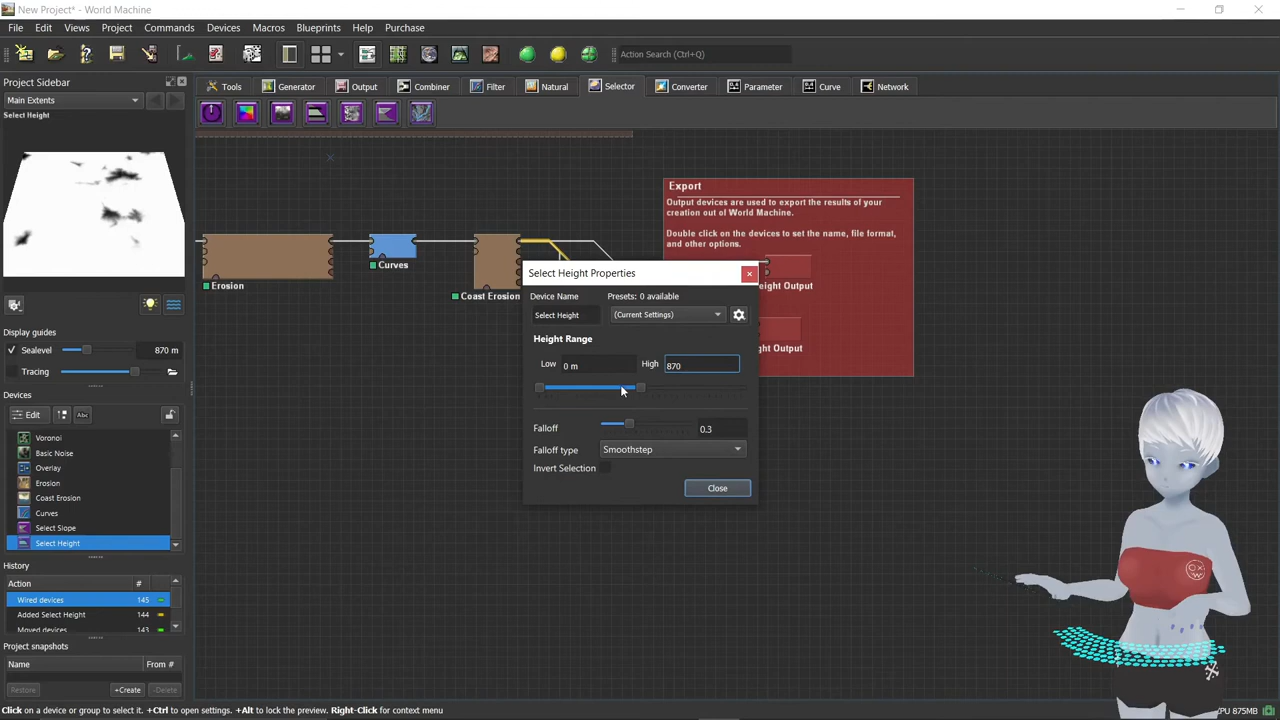 New Project* - World Machine
File Edit Views Project Commands Devices Macros Blueprints Help Purchase
Action Search (Ctrl+Q)
Project Sidebar
Main Extents
Select Height
Tools Generator Output Combiner Filter Natural Selector Converter Parameter Curve Network
Export
Output devices are used to export the results of your
creation out of World Machine.
Double click on the devices to set the name, file format,
and other options.
Erosion
Curves
Coast Erosion
eight Output
ght Output
Select Height Properties
Device Name Presets: 0 available
Select Height (Current Settings)
Height Range
Low 0 m High 870
Falloff 0.3
Falloff type Smoothstep
Invert Selection
Close
Display guides
Sealevel 870 m
Tracing
Devices
Edit Abc
Voronoi
Basic Noise
Overlay
Erosion
Coast Erosion
Curves
Select Slope
Select Height
History
Action #
Wired devices 145
Added Select Height 144
Moved devices 143
Project snapshots
Name From #
Restore +Create -Delete
Click on a device or group to select it. +Ctrl to open settings. +Alt to lock the preview. Right-Click for context menu
PU 875MB